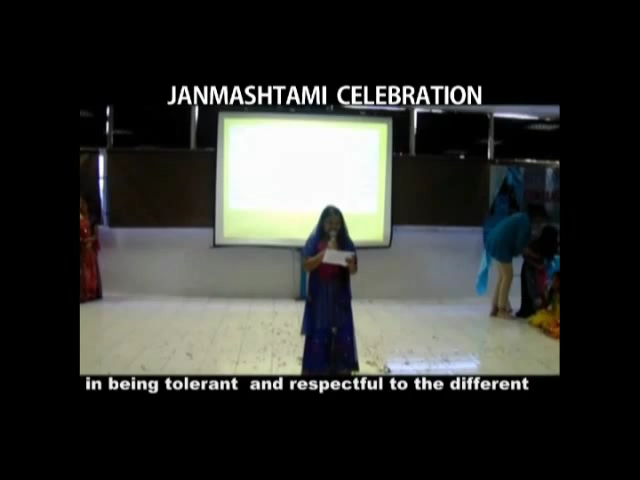 JANMASHTAMI CELEBRATION
in being tolerant and respectful to the different